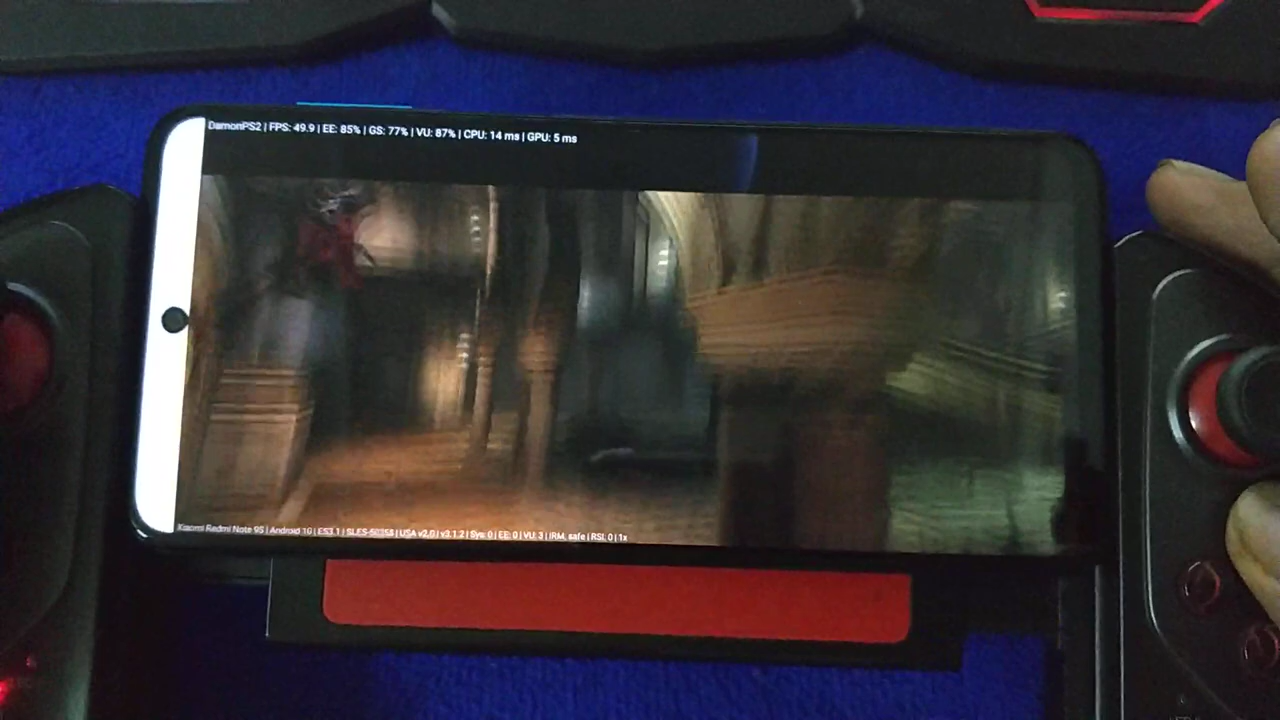 DamonPS2 | FPS: 49.9 | EE: 85% | GS: 77% | VU: 87% | CPU: 14 ms | GPU: 5 ms
Xiaomi Redmi Note 9S | Android 10 | ES3.1 | SLES-50358 | USA v2.0 | v3.1.2 | Sys: 0 | EE: 0 | VU: 3 | IRM: safe | RSI: 0 | 1x